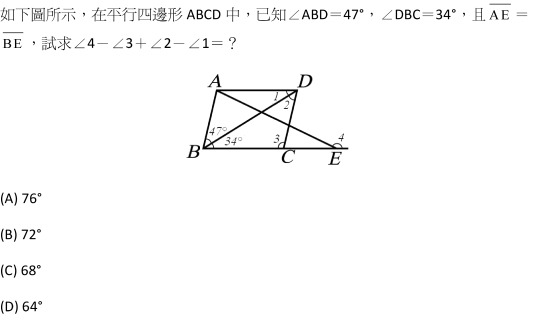 如下圖所示，在平行四邊形 ABCD 中，已知∠ABD＝47°，∠DBC＝34°，且 AE ＝
BE ，試求∠4－∠3＋∠2－∠1＝？
A D
1
2
47°
34° 3 4
B C E
(A) 76°
(B) 72°
(C) 68°
(D) 64°